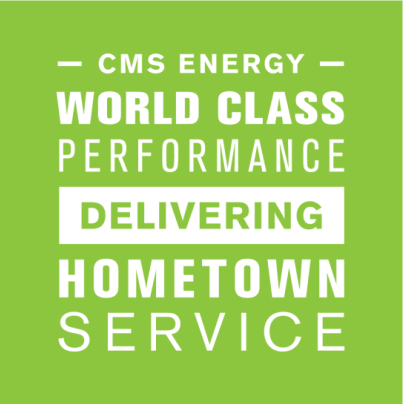 — CMS ENERGY —
WORLD CLASS
PERFORMANCE
DELIVERING
HOMETOWN
SERVICE